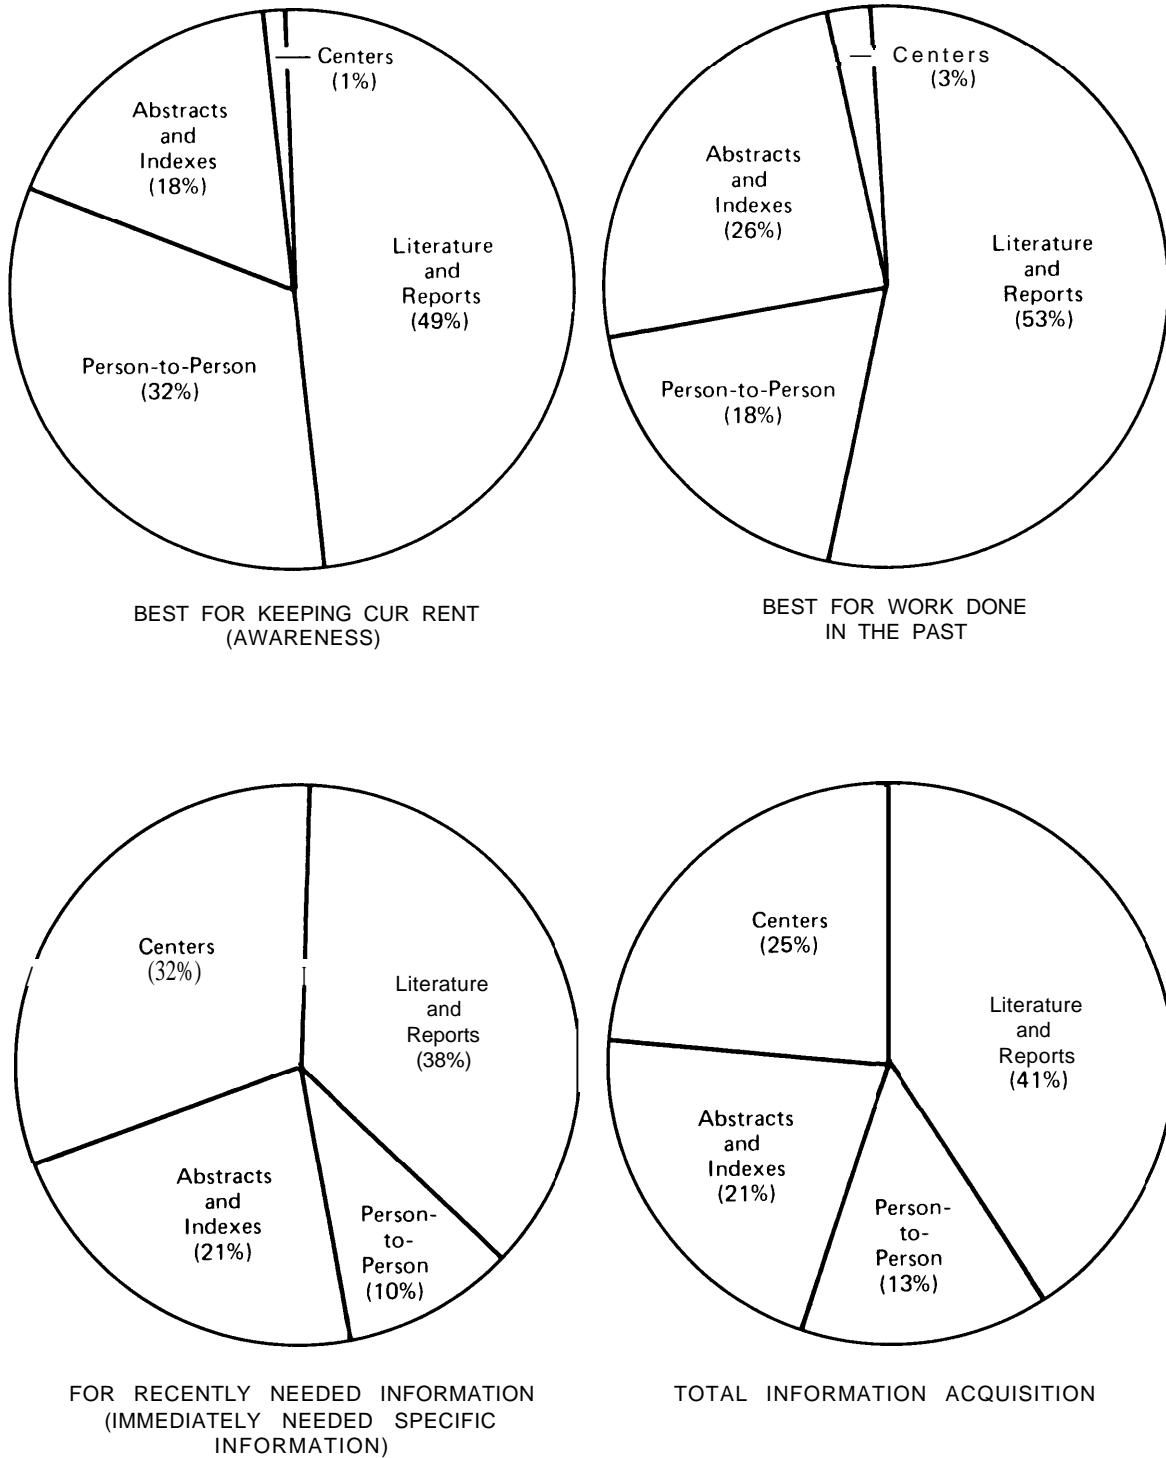 Centers
(1%)
Abstracts
and
Indexes
(18%)
Literature
and
Reports
(49%)
Person-to-Person
(32%)
BEST FOR KEEPING CUR RENT
(AWARENESS)
Centers
(3%)
Abstracts
and
Indexes
(26%)
Literature
and
Reports
(53%)
Person-to-Person
(18%)
BEST FOR WORK DONE
IN THE PAST
Centers
(32%)
Literature
and
Reports
(38%)
Abstracts
and
Indexes
(21%)
Person-
to-
Person
(10%)
FOR RECENTLY NEEDED INFORMATION
(IMMEDIATELY NEEDED SPECIFIC
INFORMATION)
Centers
(25%)
Literature
and
Reports
(41%)
Abstracts
and
Indexes
(21%)
Person-
to-
Person
(13%)
TOTAL INFORMATION ACQUISITION